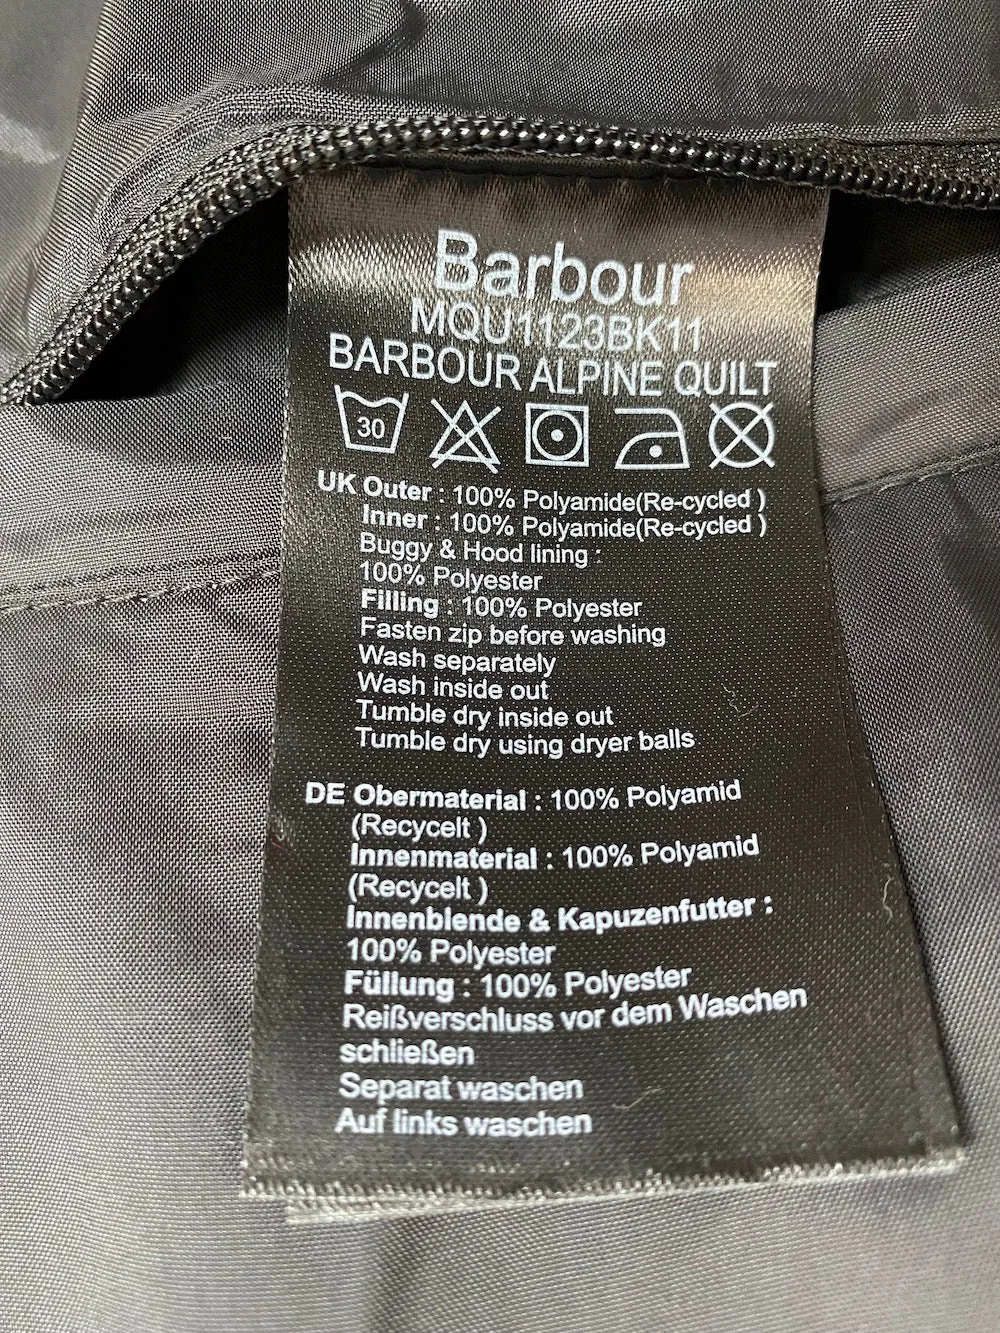 Barbour
MQU1123BK11
BARBOUR ALPINE QUILT
30
UK Outer : 100% Polyamide(Re-cycled )
Inner : 100% Polyamide(Re-cycled )
Buggy & Hood lining :
100% Polyester
Filling : 100% Polyester
Fasten zip before washing
Wash separately
Wash inside out
Tumble dry inside out
Tumble dry using dryer balls
DE Obermaterial : 100% Polyamid
(Recycelt )
Innenmaterial : 100% Polyamid
(Recycelt )
Innenblende & Kapuzenfutter :
100% Polyester
Füllung : 100% Polyester
Reißverschluss vor dem Waschen
schließen
Separat waschen
Auf links waschen